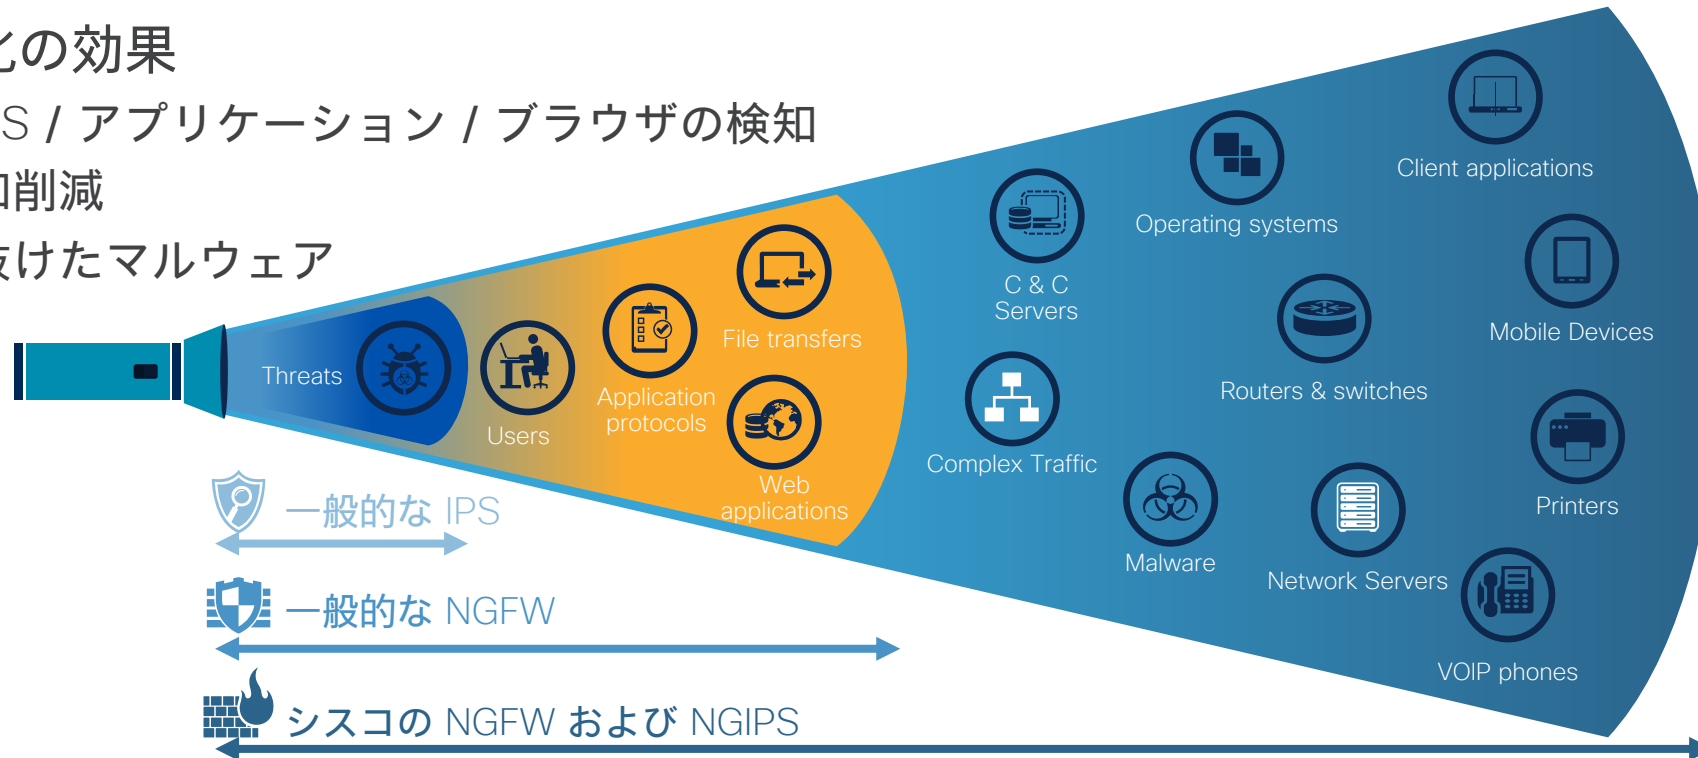 化の効果
S / アプリケーション / ブラウザの検知
削減
抜けたマルウェア
Client applications
Operating systems
C & C
Servers
Mobile Devices
File transfers
Threats
Application
protocols
Routers & switches
Users
Complex Traffic
Web
applications
Printers
Malware
Network Servers
VOIP phones
一般的な IPS
一般的な NGFW
シスコの NGFW および NGIPS